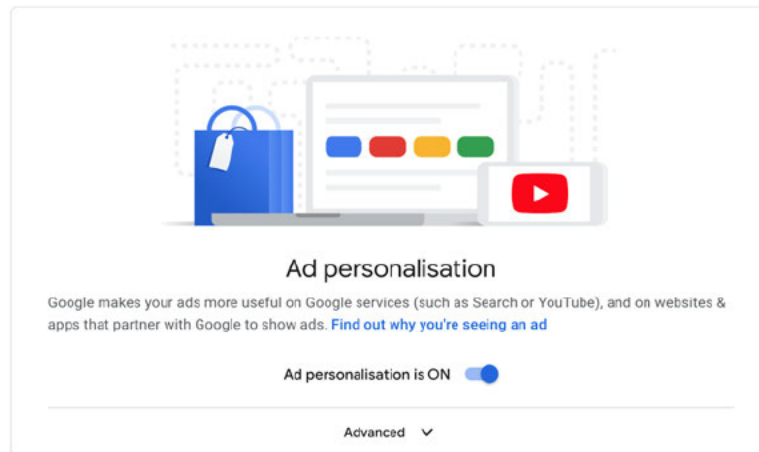 Ad personalisation
Google makes your ads more useful on Google services (such as Search or YouTube), and on websites &
apps that partner with Google to show ads. Find out why you're seeing an ad
Ad personalisation is ON
Advanced